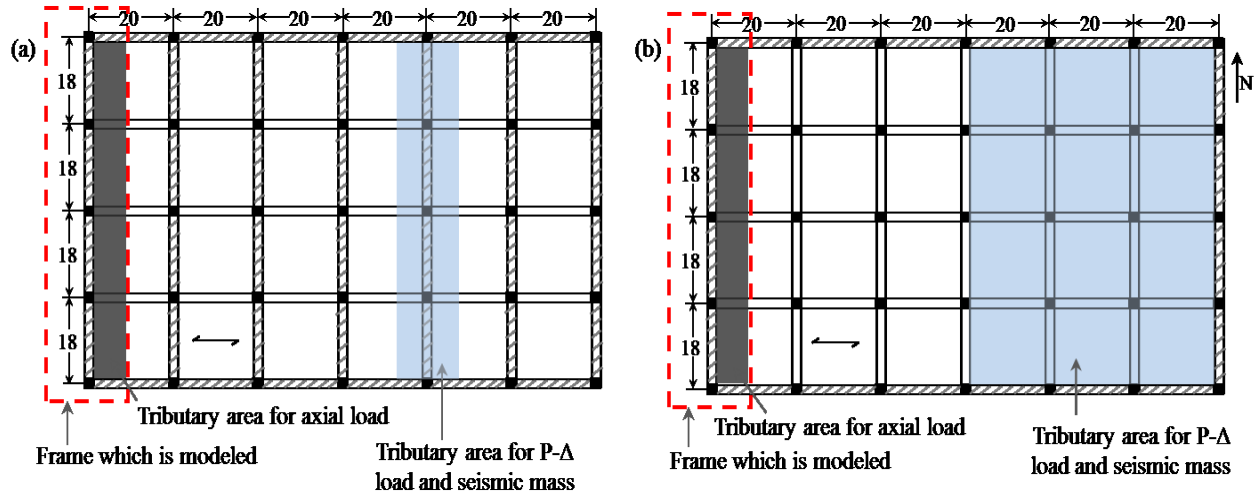 20 20 20 20 20 20
(a)
18
18
18
18
Tributary area for axial load
Frame which is modeled
Tributary area for P-Δ
load and seismic mass
20 20 20 20 20 20
(b)
N
18
18
18
18
Tributary area for axial load
Frame which is modeled
Tributary area for P-Δ
load and seismic mass